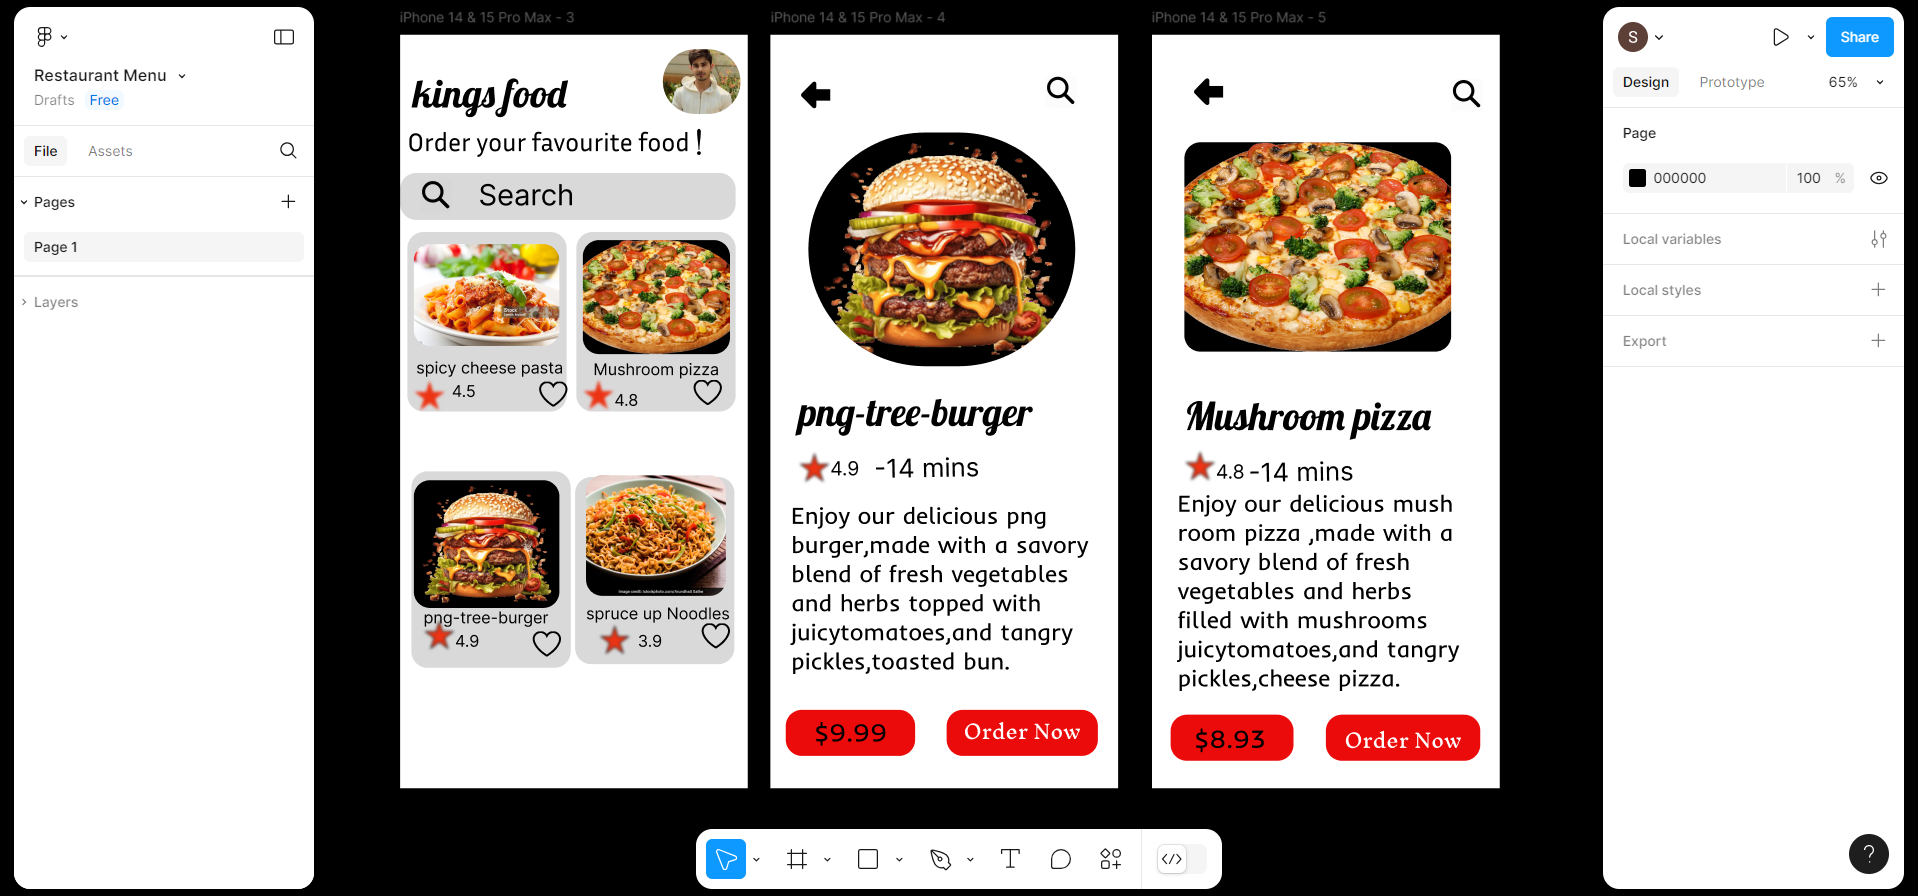 Restaurant Menu
Drafts Free
File Assets
Pages
Page 1
Layers
iPhone 14 & 15 Pro Max - 3
kings food
Order your favourite food !
Search
spicy cheese pasta
4.5
Mushroom pizza
4.8
png-tree-burger
4.9
spruce up Noodles
3.9
iPhone 14 & 15 Pro Max - 4
png-tree-burger
4.9 -14 mins
Enjoy our delicious png
burger,made with a savory
blend of fresh vegetables
and herbs topped with
juicytomatoes,and tangry
pickles,toasted bun.
$9.99
Order Now
iPhone 14 & 15 Pro Max - 5
Mushroom pizza
4.8 -14 mins
Enjoy our delicious mush
room pizza ,made with a
savory blend of fresh
vegetables and herbs
filled with mushrooms
juicytomatoes,and tangry
pickles,cheese pizza.
$8.93
Order Now
S
Share
Design Prototype 65%
Page
000000 100 %
Local variables
Local styles
Export
?